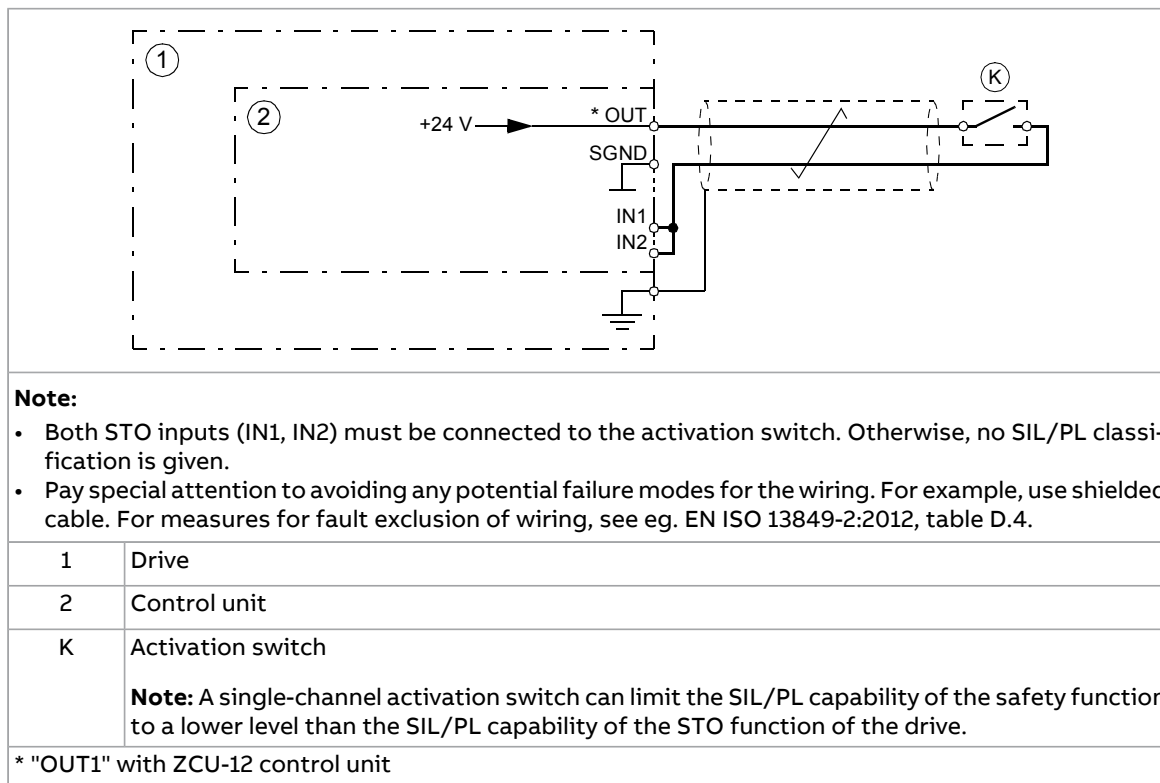 1
K
2
* OUT
+24 V
SGND
IN1
IN2
Note:
• Both STO inputs (IN1, IN2) must be connected to the activation switch. Otherwise, no SIL/PL classi-
fication is given.
• Pay special attention to avoiding any potential failure modes for the wiring. For example, use shielded
cable. For measures for fault exclusion of wiring, see eg. EN ISO 13849-2:2012, table D.4.
1 Drive
2 Control unit
K Activation switch
Note: A single-channel activation switch can limit the SIL/PL capability of the safety function
to a lower level than the SIL/PL capability of the STO function of the drive.
* "OUT1" with ZCU-12 control unit